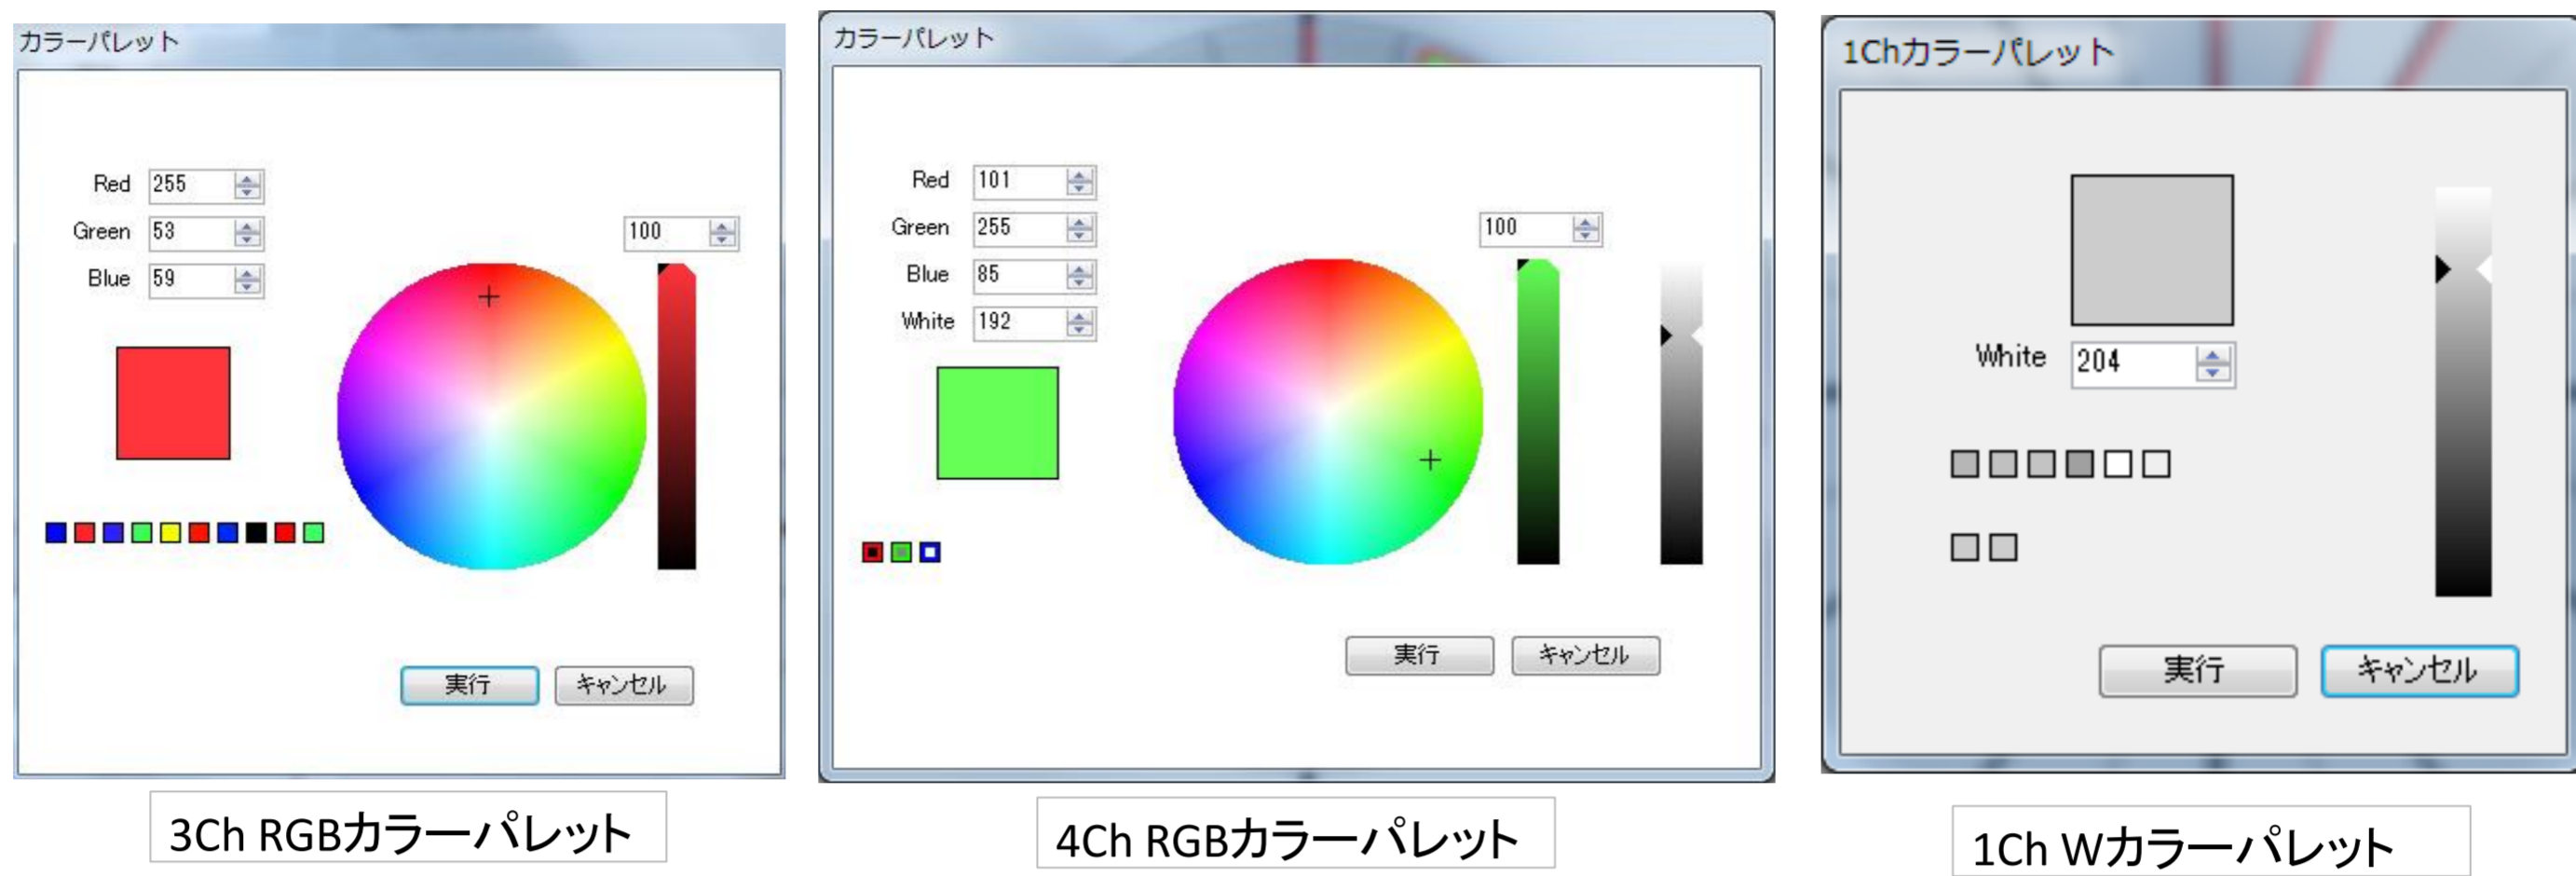 カラーパレット
Red 255
Green 53
Blue 59
100
実行 キャンセル
3Ch RGBカラーパレット
カラーパレット
Red 101
Green 255
Blue 85
White 192
100
実行 キャンセル
4Ch RGBカラーパレット
1Chカラーパレット
White 204
実行 キャンセル
1Ch Wカラーパレット